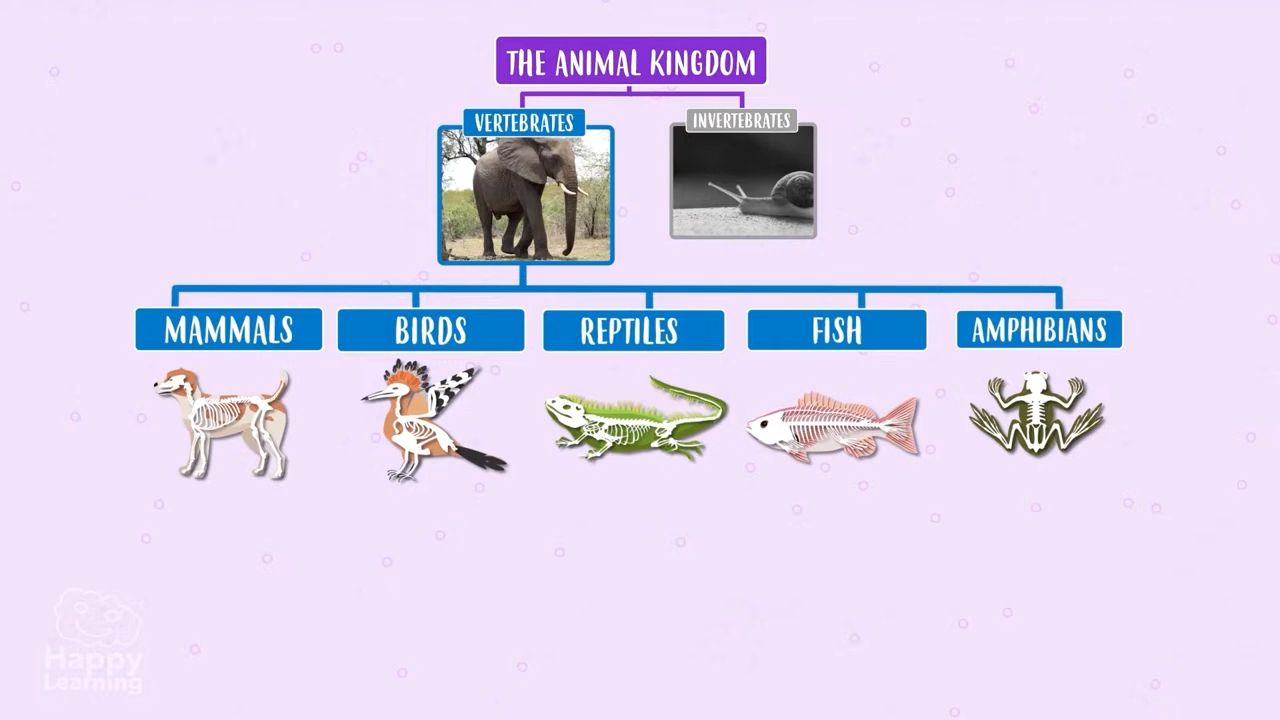 THE ANIMAL KINGDOM
VERTEBRATES
INVERTEBRATES
MAMMALS
BIRDS
REPTILES
FISH
AMPHIBIANS
Happy
Learning